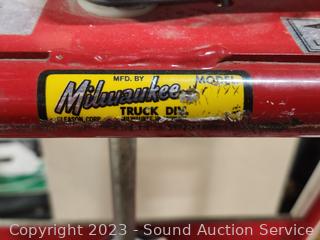 MFD. BY MODEL
Milwaukee
TRUCK DIV.
GLEASON CORP.
Copyright 2023 - Sound Auction Service